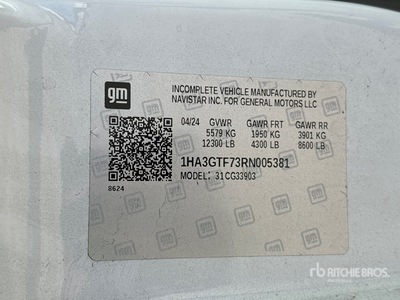 gm
INCOMPLETE VEHICLE MANUFACTURED BY
NAVISTAR INC. FOR GENERAL MOTORS LLC
04/24 GVWR GAWR FRT GAWR RR
5579 KG 1950 KG 3901 KG
12300 LB 4300 LB 8600 LB
1HA3GTF73RN005381
MODEL: 31CG33903
8624
rb RITCHIE BROS.